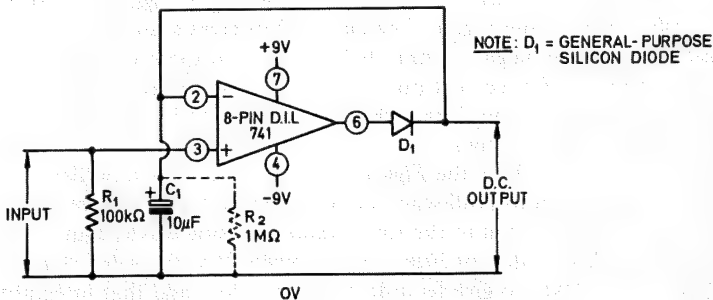 +9V
NOTE: D1 = GENERAL-PURPOSE
SILICON DIODE
7
2
-
8-PIN D.I.L
741
6
D1
3
+
4
-9V
INPUT
R1
100kΩ
+
C1
10µF
R2
1MΩ
D.C.
OUTPUT
0V